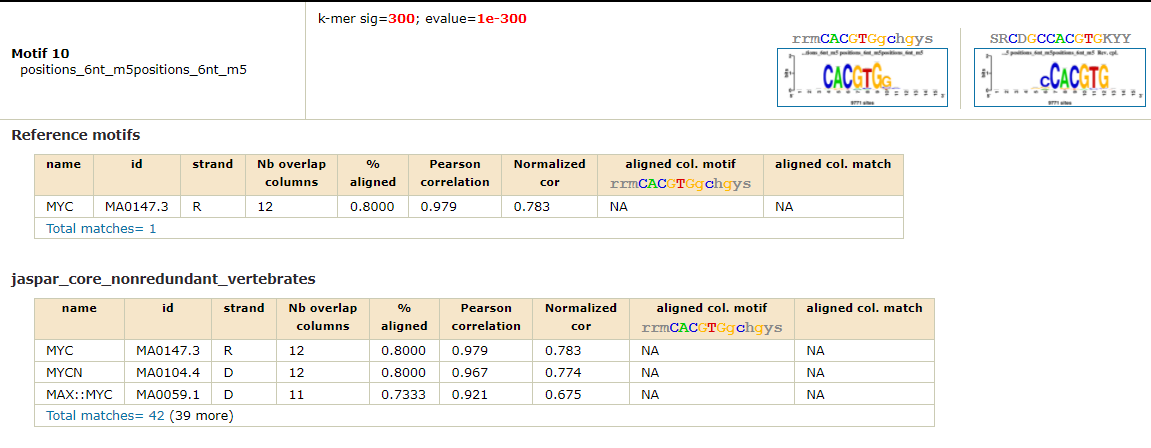 k-mer sig=300; evalue=1e-300
Motif 10
positions_6nt_m5positions_6nt_m5
rrmCACGTGgchgys
SRCDGCCACGTGKYY
CACGTGg
cCACGTG
9771 sites
9771 sites
Reference motifs
name id strand Nb overlap columns % aligned Pearson correlation Normalized cor aligned col. motif rrmCACGTGgchgys aligned col. match
MYC MA0147.3 R 12 0.8000 0.979 0.783 NA NA
Total matches= 1
jaspar_core_nonredundant_vertebrates
name id strand Nb overlap columns % aligned Pearson correlation Normalized cor aligned col. motif rrmCACGTGgchgys aligned col. match
MYC MA0147.3 R 12 0.8000 0.979 0.783 NA NA
MYCN MA0104.4 D 12 0.8000 0.967 0.774 NA NA
MAX::MYC MA0059.1 D 11 0.7333 0.921 0.675 NA NA
Total matches= 42 (39 more)